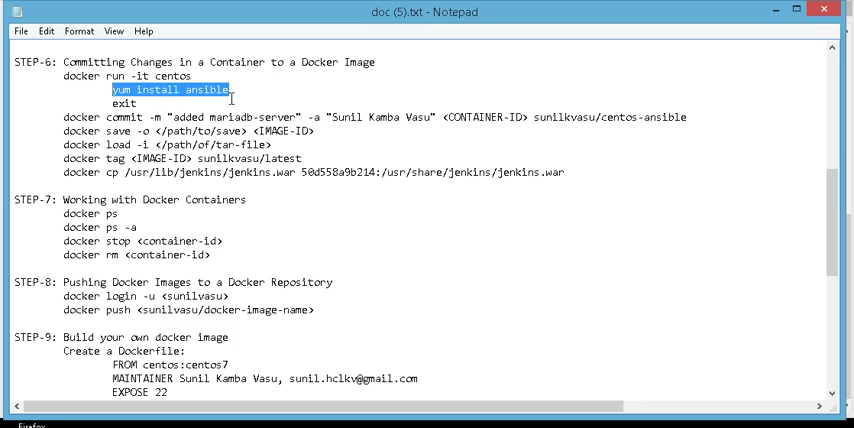 doc (5).txt - Notepad
File Edit Format View Help
STEP-6: Committing Changes in a Container to a Docker Image
docker run -it centos
yum install ansible
exit
docker commit -m "added mariadb-server" -a "Sunil Kamba Vasu" <CONTAINER-ID> sunilkvasu/centos-ansible
docker save -o </path/to/save> <IMAGE-ID>
docker load -i </path/of/tar-file>
docker tag <IMAGE-ID> sunilkvasu/latest
docker cp /usr/lib/jenkins/jenkins.war 50d558a9b214:/usr/share/jenkins/jenkins.war
STEP-7: Working with Docker Containers
docker ps
docker ps -a
docker stop <container-id>
docker rm <container-id>
STEP-8: Pushing Docker Images to a Docker Repository
docker login -u <sunilvasu>
docker push <sunilvasu/docker-image-name>
STEP-9: Build your own docker image
Create a Dockerfile:
FROM centos:centos7
MAINTAINER Sunil Kamba Vasu, sunil.hclkv@gmail.com
EXPOSE 22
Firefox